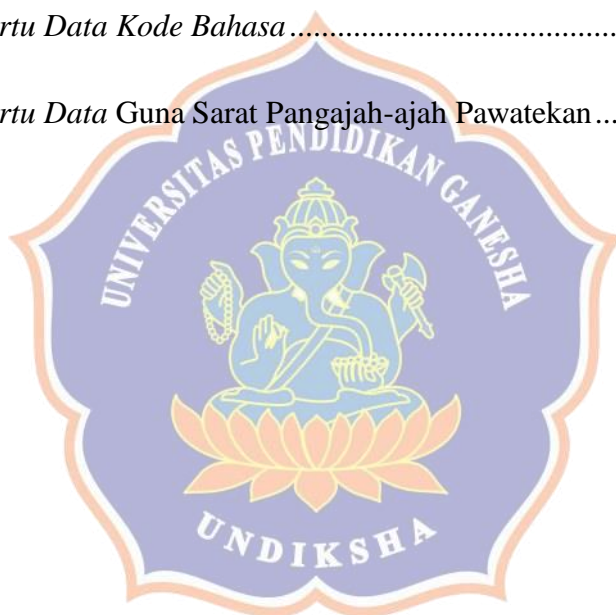 rtu Data Kode Bahasa....................................
rtu Data Guna Sarat Pangajah-ajah Pawatekan...
UNIVERSITAS PENDIDIKAN GANESHA
UNDIKSHA